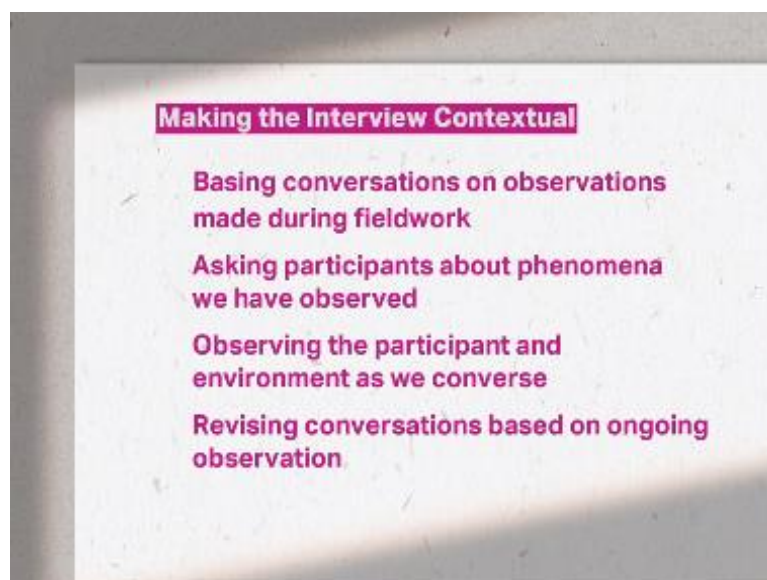 Making the Interview Contextual
Basing conversations on observations
made during fieldwork
Asking participants about phenomena
we have observed
Observing the participant and
environment as we converse
Revising conversations based on ongoing
observation